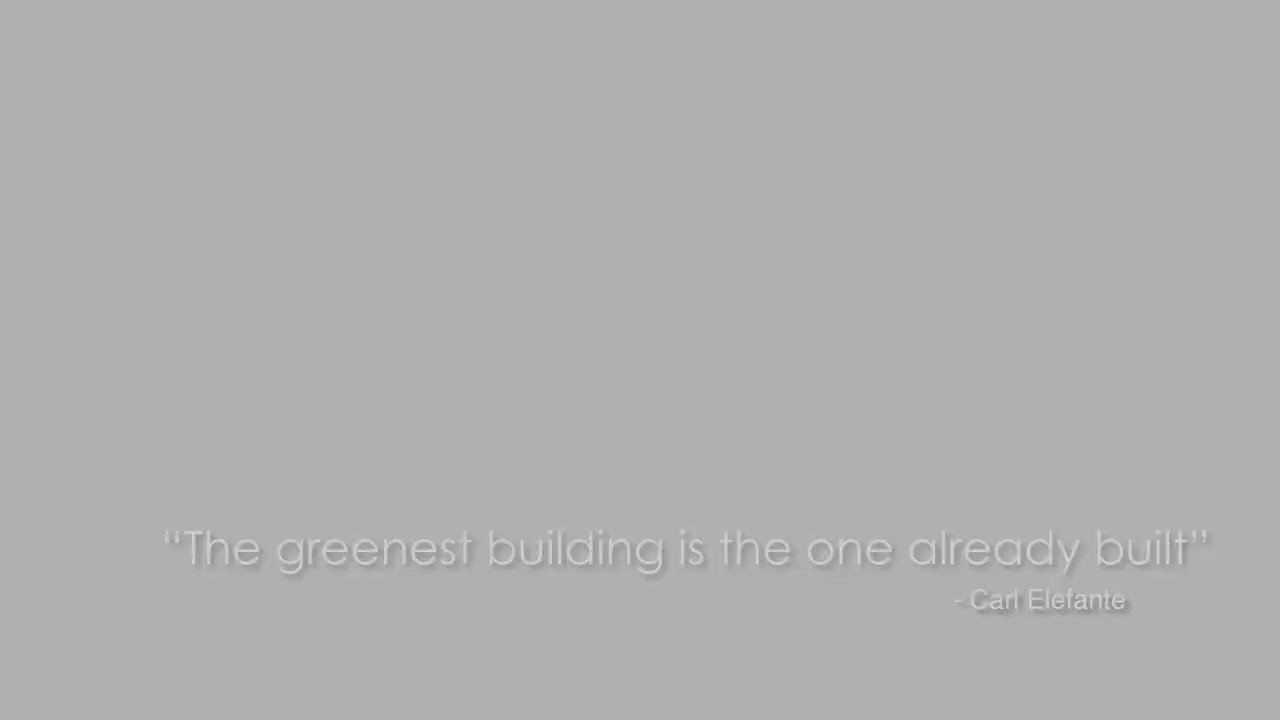 “The greenest building is the one already built”
- Carl Elefante